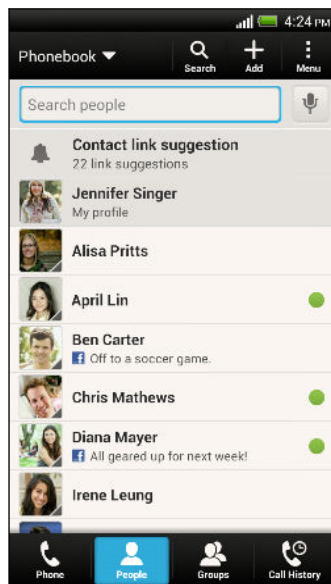 4:24 PM
Phonebook
Search
Add
Menu
Search people
Contact link suggestion
22 link suggestions
Jennifer Singer
My profile
Alisa Pritts
April Lin
Ben Carter
f Off to a soccer game.
Chris Mathews
Diana Mayer
f All geared up for next week!
Irene Leung
Phone
People
Groups
Call History